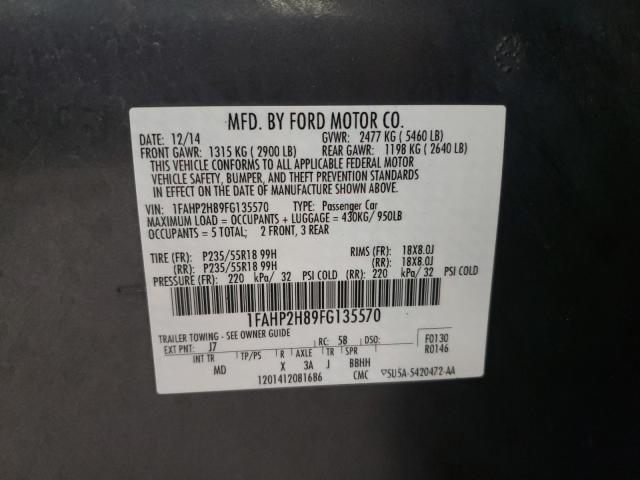 MFD. BY FORD MOTOR CO.
DATE: 12/14 GVWR: 2477 KG ( 5460 LB)
FRONT GAWR: 1315 KG ( 2900 LB) REAR GAWR: 1198 KG ( 2640 LB)
THIS VEHICLE CONFORMS TO ALL APPLICABLE FEDERAL MOTOR
VEHICLE SAFETY, BUMPER, AND THEFT PREVENTION STANDARDS
IN EFFECT ON THE DATE OF MANUFACTURE SHOWN ABOVE.
VIN: 1FAHP2H89FG135570 TYPE: Passenger Car
MAXIMUM LOAD = OCCUPANTS + LUGGAGE = 430KG/ 950LB
OCCUPANTS = 5 TOTAL; 2 FRONT, 3 REAR
TIRE (FR): P235/55R18 99H RIMS (FR): 18X8.0J
(RR): P235/55R18 99H (RR): 18X8.0J
PRESSURE (FR): 220 kPa/ 32 PSI COLD (RR): 220 kPa/ 32 PSI COLD
1FAHP2H89FG135570
TRAILER TOWING - SEE OWNER GUIDE
EXT PNT: J7 RC: 58 DSO: F0130
INT TR TP/PS R AXLE TR SPR R0146
MD X 3A J BBHH
1201412081686 CMC ▽5U5A-5420472-AA